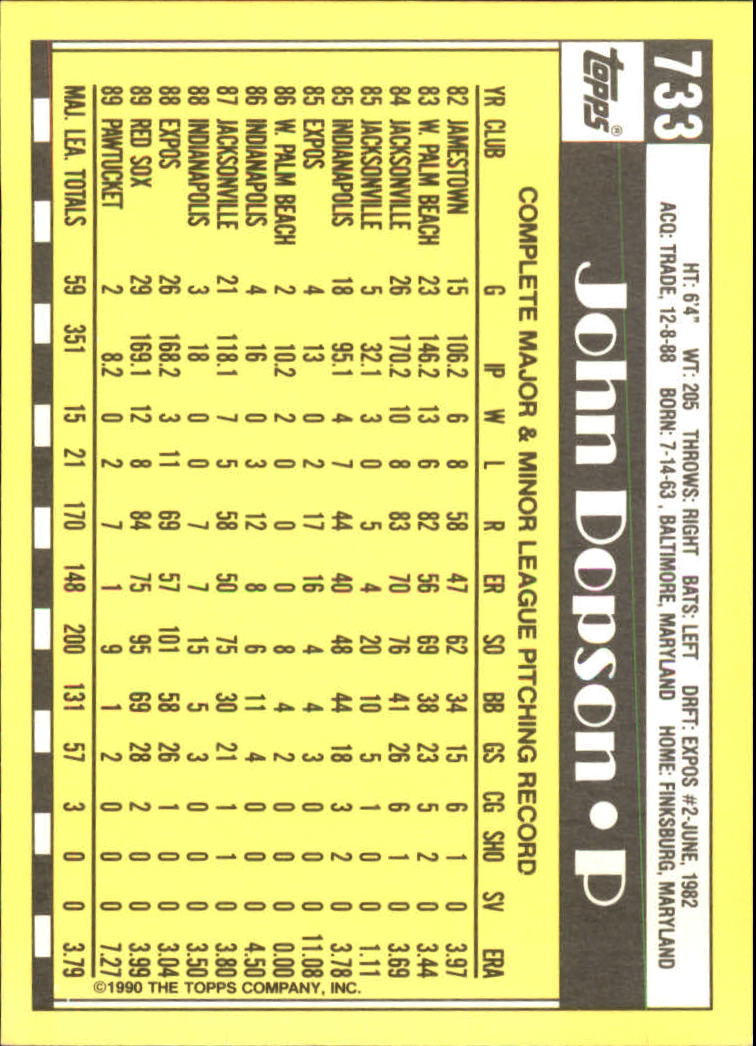 733
HT: 6'4" WT: 205 THROWS: RIGHT BATS: LEFT DRFT: EXPOS #2-JUNE, 1982
ACQ: TRADE, 12-8-88 BORN: 7-14-63, BALTIMORE, MARYLAND HOME: FINKSBURG, MARYLAND
topps®
John Dopson • P
COMPLETE MAJOR & MINOR LEAGUE PITCHING RECORD
YR CLUB G IP W L R ER SO BB GS CG SHO SV ERA
82 JAMESTOWN 15 106.2 6 8 58 47 62 34 15 6 1 0 3.97
83 W. PALM BEACH 23 146.2 13 6 82 56 69 38 23 5 2 0 3.44
84 JACKSONVILLE 26 170.2 10 8 83 70 76 41 26 6 1 0 3.69
85 JACKSONVILLE 5 32.1 3 0 5 4 20 10 5 1 0 0 1.11
85 INDIANAPOLIS 18 95.1 4 7 44 40 48 44 18 3 2 0 3.78
85 EXPOS 4 13 0 2 17 16 4 4 3 0 0 0 11.08
86 W. PALM BEACH 2 10.2 2 0 0 0 8 4 2 0 0 0 0.00
86 INDIANAPOLIS 4 16 0 3 12 8 6 11 4 0 0 0 4.50
87 JACKSONVILLE 21 118.1 7 5 58 50 75 30 21 1 1 0 3.80
88 INDIANAPOLIS 3 18 0 0 7 7 15 5 3 0 0 0 3.50
88 EXPOS 26 168.2 3 11 69 57 101 58 26 1 0 0 3.04
89 RED SOX 29 169.1 12 8 84 75 95 69 28 2 0 0 3.99
89 PAWTUCKET 2 8.2 0 2 7 1 9 1 2 0 0 0 7.27
MAJ. LEA. TOTALS 59 351 15 21 170 148 200 131 57 3 0 0 3.79
©1990 THE TOPPS COMPANY, INC.